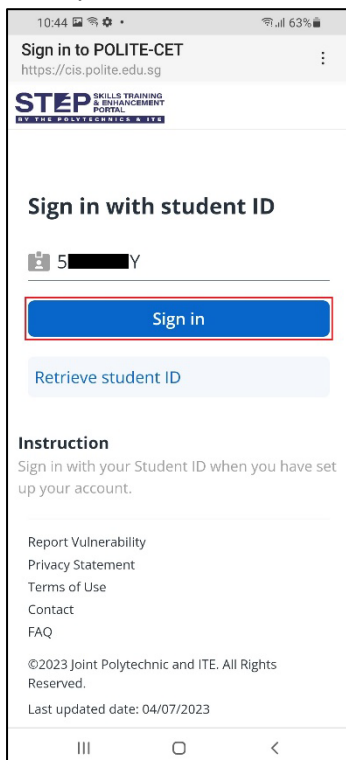 10:44 63%
Sign in to POLITE-CET
https://cis.polite.edu.sg
STEP SKILLS TRAINING
& ENHANCEMENT
PORTAL
BY THE POLYTECHNICS & ITE
Sign in with student ID
5 Y
Sign in
Retrieve student ID
Instruction
Sign in with your Student ID when you have set
up your account.
Report Vulnerability
Privacy Statement
Terms of Use
Contact
FAQ
©2023 Joint Polytechnic and ITE. All Rights
Reserved.
Last updated date: 04/07/2023